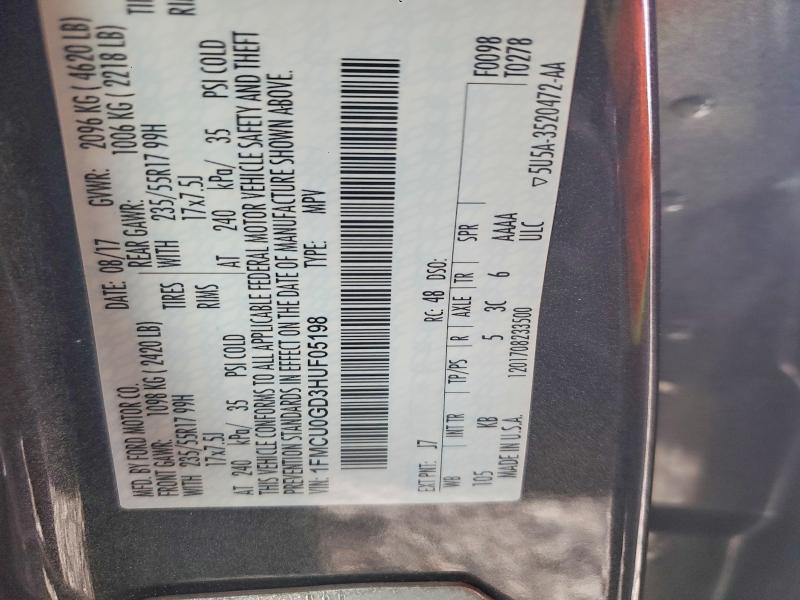 MFD. BY FORD MOTOR CO.
DATE: 08/17 GVWR: 2096 KG ( 4620 LB)
FRONT GAWR: 1098 KG ( 2420 LB) REAR GAWR: 1006 KG ( 2218 LB)
WITH 235/55R17 99H TIRES WITH 235/55R17 99H
17x7.5J RIMS 17x7.5J
AT 240 kPa/ 35 PSI COLD AT 240 kPa/ 35 PSI COLD
THIS VEHICLE CONFORMS TO ALL APPLICABLE FEDERAL MOTOR VEHICLE SAFETY AND THEFT
PREVENTION STANDARDS IN EFFECT ON THE DATE OF MANUFACTURE SHOWN ABOVE.
VIN: 1FMCU0GD3HUF05198 TYPE: MPV
EXT PNT: J7 RC: 48 DSO: F0098
WB INT TR TP/PS R AXLE TR SPR T0278
105 KB 5 3C 6 AAAA
ULC
MADE IN U.S.A. 1201708233500 ▽5U5A-3520472-AA